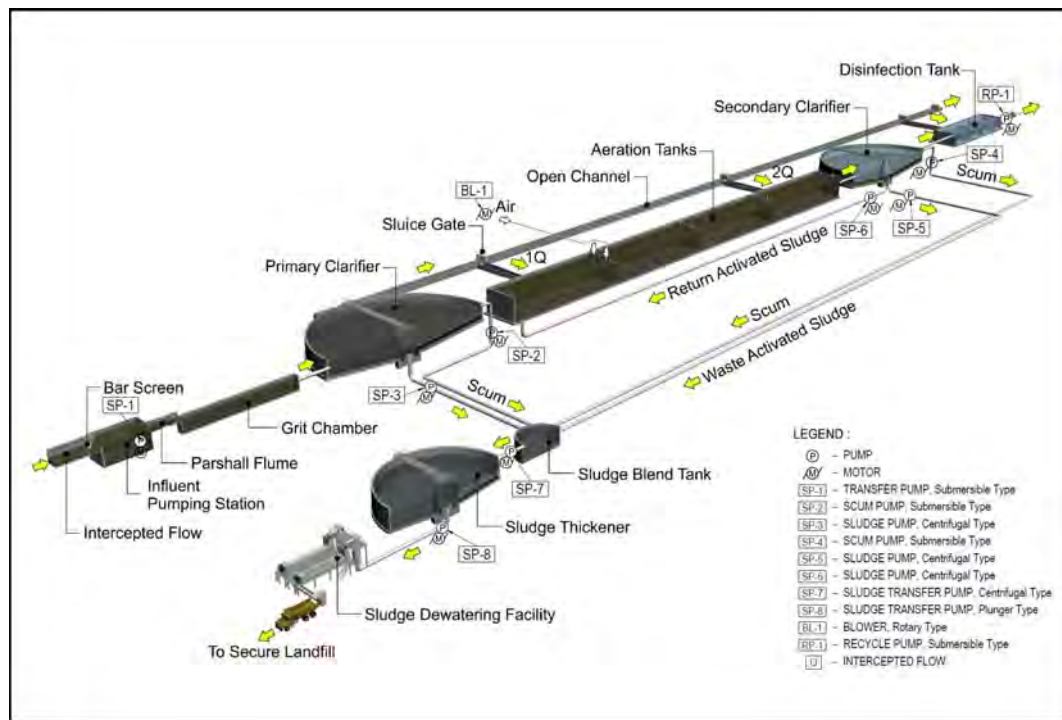 Disinfection Tank
RP-1
P
M
Secondary Clarifier
P
SP-4
M
Scum
Aeration Tanks
2Q
Open Channel
BL-1
M
Air
P
M
SP-6
P
M
SP-5
Sluice Gate
1Q
Return Activated Sludge
Primary Clarifier
Scum
Waste Activated Sludge
P
M
SP-2
SP-3
P
M
Scum
Bar Screen
SP-1
M
Grit Chamber
Parshall Flume
Influent
Pumping Station
Intercepted Flow
Sludge Blend Tank
P
M
SP-7
Sludge Thickener
P
M
SP-8
Sludge Dewatering Facility
To Secure Landfill
LEGEND :
P – PUMP
M – MOTOR
SP-1 – TRANSFER PUMP, Submersible Type
SP-2 – SCUM PUMP, Submersible Type
SP-3 – SLUDGE PUMP, Centrifugal Type
SP-4 – SCUM PUMP, Submersible Type
SP-5 – SLUDGE PUMP, Centrifugal Type
SP-6 – SLUDGE PUMP, Centrifugal Type
SP-7 – SLUDGE TRANSFER PUMP, Centrifugal Type
SP-8 – SLUDGE TRANSFER PUMP, Plunger Type
BL-1 – BLOWER, Rotary Type
RP-1 – RECYCLE PUMP, Submersible Type
Q – INTERCEPTED FLOW